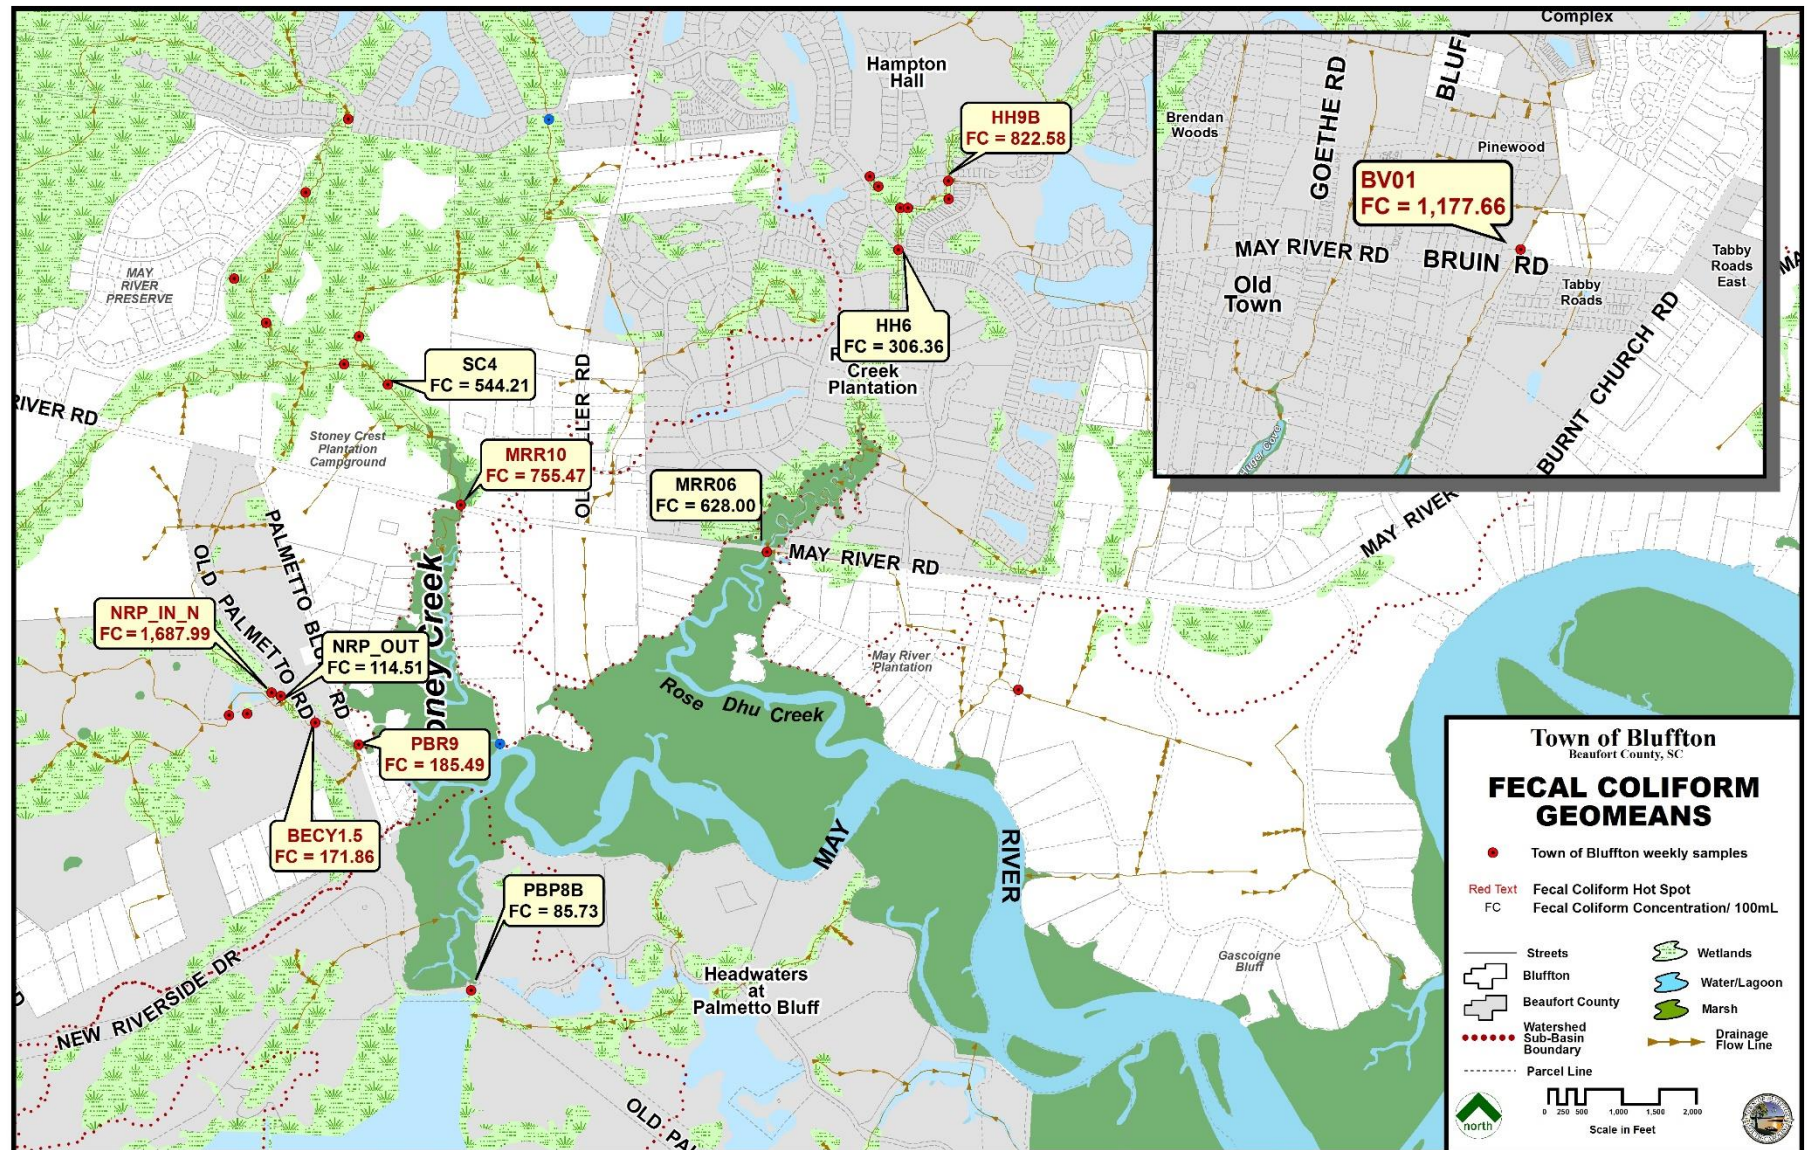 Complex
Hampton
Hall
HH9B
FC = 822.58
HH6
FC = 306.36
Creek
Plantation
MAY
RIVER
PRESERVE
SC4
FC = 544.21
RIVER RD
Stoney Crest
Plantation
Campground
MRR10
FC = 755.47
MRR06
FC = 628.00
MAY RIVER RD
MAY RIVER
PALMETTO
RD
OLD PALMETTO RD
NRP_IN_N
FC = 1,687.99
NRP_OUT
FC = 114.51
Creek
PBR9
FC = 185.49
BECY1.5
FC = 171.86
PBP8B
FC = 85.73
May River
Plantation
Rose Dhu Creek
MAY
RIVER
Gascoigne
Bluff
Headwaters
at
Palmetto Bluff
NEW RIVERSIDE DR
OLD
Brendan
Woods
GOETHE RD
Pinewood
BV01
FC = 1,177.66
MAY RIVER RD
BRUIN RD
Old
Town
Tabby
Roads
Tabby
Roads
East
BURNT CHURCH RD
Cove
Town of Bluffton
Beaufort County, SC
FECAL COLIFORM
GEOMEANS
Town of Bluffton weekly samples
Red Text Fecal Coliform Hot Spot
FC Fecal Coliform Concentration/ 100mL
Streets
Bluffton
Beaufort County
Watershed
Sub-Basin
Boundary
Parcel Line
Wetlands
Water/Lagoon
Marsh
Drainage
Flow Line
north
0 250 500 1,000 1,500 2,000
Scale in Feet